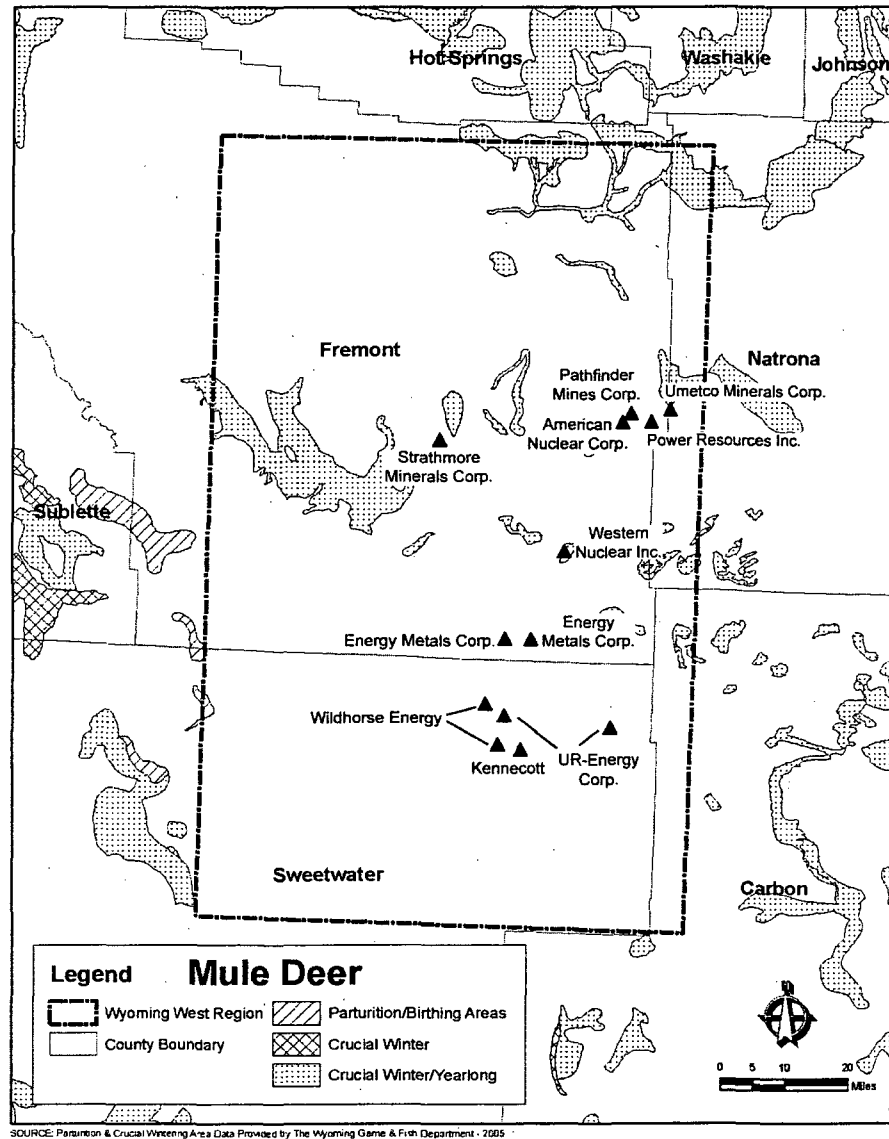 Hot Springs
Washakie
Johnson
Fremont
Natrona
Pathfinder
Mines Corp.
Umetco Minerals Corp.
American
Nuclear Corp.
Power Resources Inc.
Strathmore
Minerals Corp.
Sublette
Western
Nuclear Inc.
Energy Metals Corp.
Energy
Metals Corp.
Wildhorse Energy
Kennecott
UR-Energy
Corp.
Sweetwater
Carbon
Legend Mule Deer
Wyoming West Region
County Boundary
Parturition/Birthing Areas
Crucial Winter
Crucial Winter/Yearlong
N
0 5 10 20
Miles
SOURCE: Parturition & Crucial Wintering Area Data Provided by The Wyoming Game & Fish Department - 2005